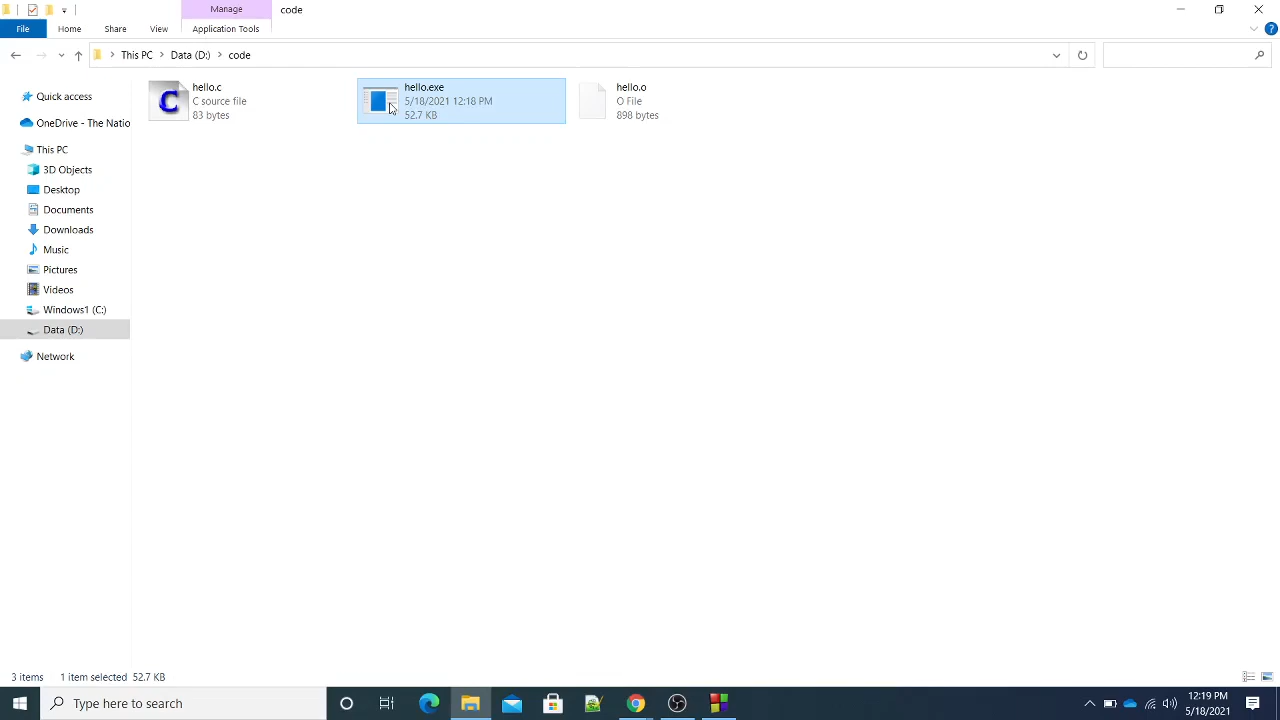 Manage
code
File
Home
Share
View
Application Tools
This PC
Data (D:)
code
Quick access
OneDrive - The Natio
This PC
3D Objects
Desktop
Documents
Downloads
Music
Pictures
Videos
Windows1 (C:)
Data (D:)
Network
hello.c
C source file
83 bytes
hello.exe
5/18/2021 12:18 PM
52.7 KB
hello.o
O File
898 bytes
3 items
1 item selected 52.7 KB
Type here to search
12:19 PM
5/18/2021